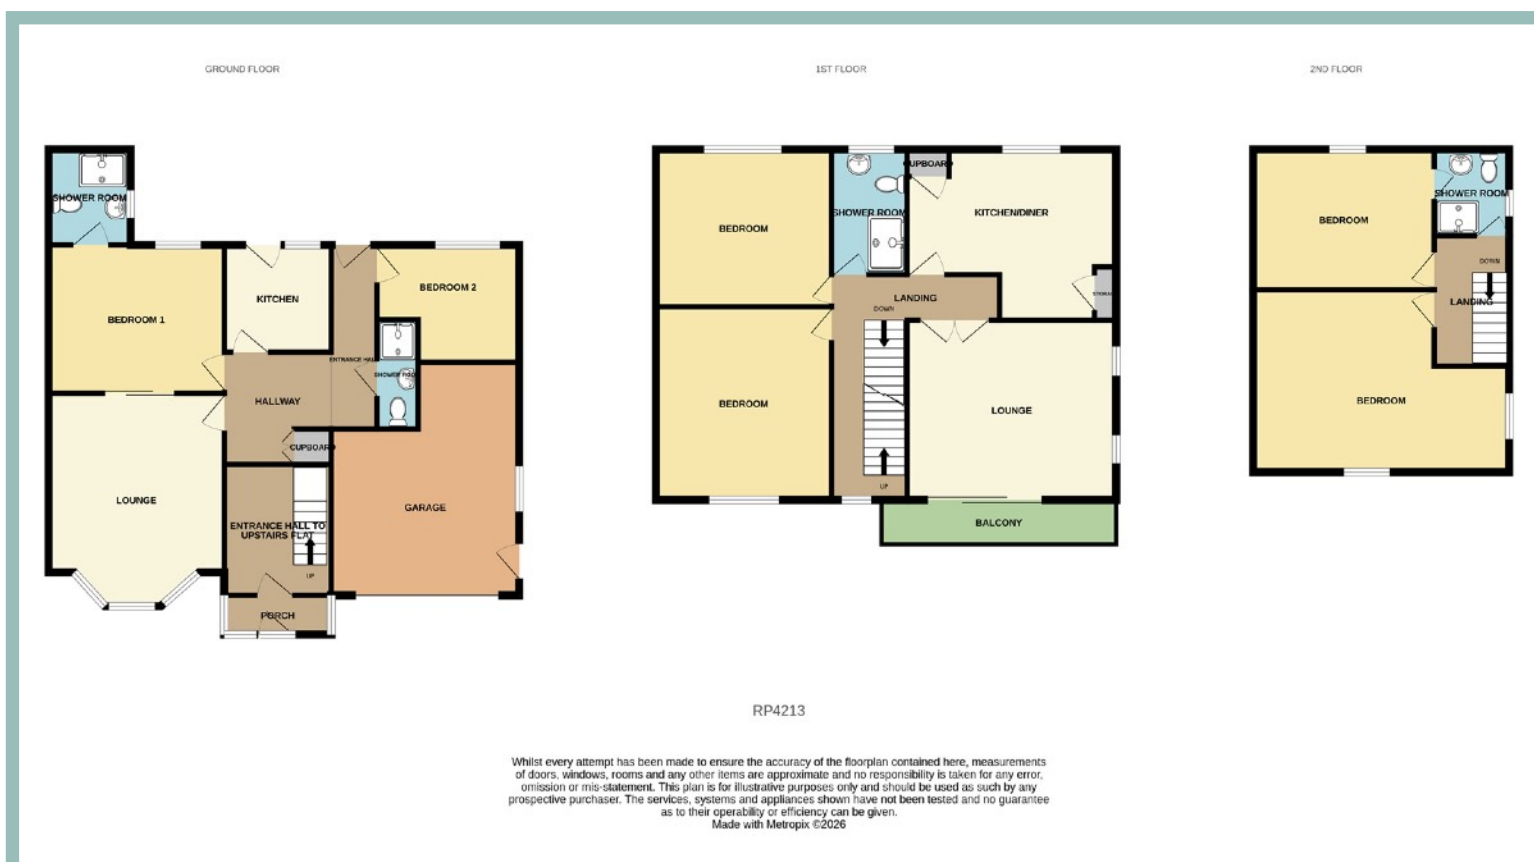 GROUND FLOOR
SHOWER ROOM
BEDROOM 1
KITCHEN
BEDROOM 2
ENTRANCE HALL
SHOWER ROOM
HALLWAY
CUPBOARD
LOUNGE
ENTRANCE HALL TO
UPSTAIRS FLAT
UP
GARAGE
PORCH
1ST FLOOR
BEDROOM
SHOWER ROOM
CUPBOARD
KITCHEN/DINER
STORAGE
LANDING
DOWN
BEDROOM
LOUNGE
UP
BALCONY
2ND FLOOR
BEDROOM
SHOWER ROOM
DOWN
LANDING
BEDROOM
RP4213
Whilst every attempt has been made to ensure the accuracy of the floorplan contained here, measurements
of doors, windows, rooms and any other items are approximate and no responsibility is taken for any error,
omission or mis-statement. This plan is for illustrative purposes only and should be used as such by any
prospective purchaser. The services, systems and appliances shown have not been tested and no guarantee
as to their operability or efficiency can be given.
Made with Metropix ©2026